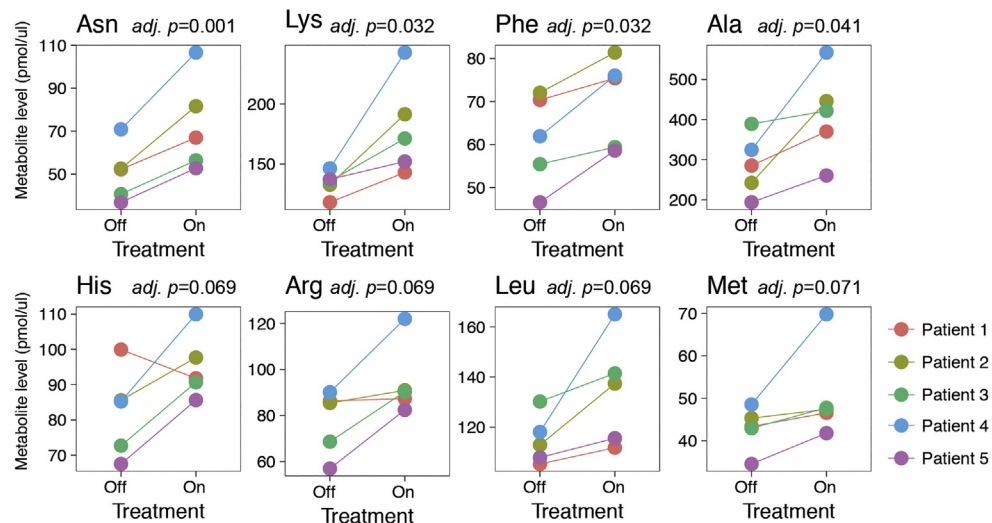 Asn adj. p=0.001
Lys adj. p=0.032
Phe adj. p=0.032
Ala adj. p=0.041
Metabolite level (pmol/ul)
110
90
70
50
200
150
80
70
60
50
500
400
300
200
Off On
Off On
Off On
Off On
Treatment
Treatment
Treatment
Treatment
His adj. p=0.069
Arg adj. p=0.069
Leu adj. p=0.069
Met adj. p=0.071
Metabolite level (pmol/ul)
110
100
90
80
70
120
100
80
60
160
140
120
70
60
50
40
Patient 1
Patient 2
Patient 3
Patient 4
Patient 5
Off On
Off On
Off On
Off On
Treatment
Treatment
Treatment
Treatment